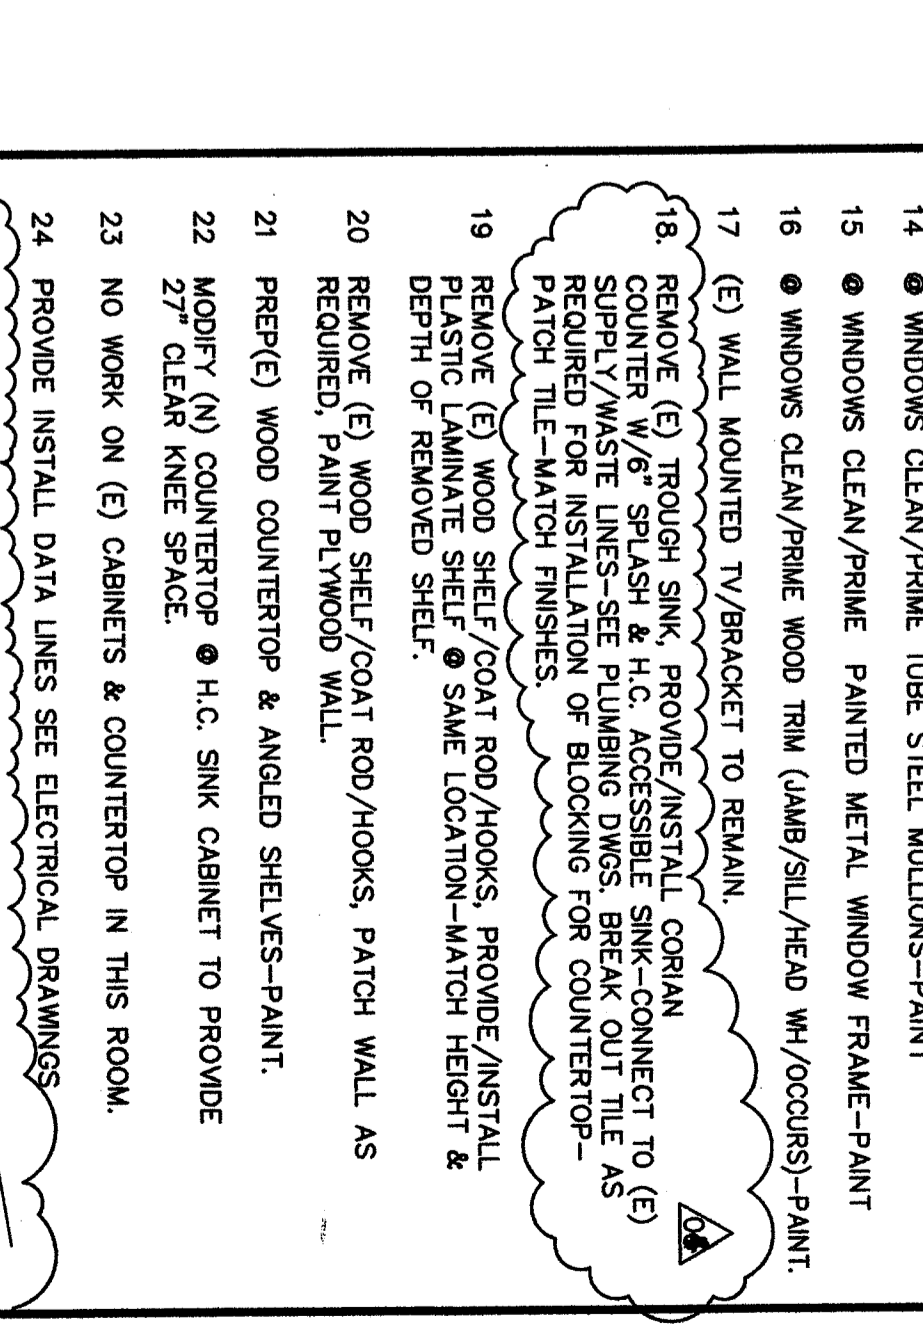 14 @ WINDOWS CLEAN/PRIME TUBE STEEL MULLIONS-PAINT
15 @ WINDOWS CLEAN/PRIME PAINTED METAL WINDOW FRAME-PAINT
16 @ WINDOWS CLEAN/PRIME WOOD TRIM (JAMB/SILL/HEAD WH/OCCURS)-PAINT.
17 (E) WALL MOUNTED TV/BRACKET TO REMAIN.
18. REMOVE (E) TROUGH SINK, PROVIDE/INSTALL CORIAN
COUNTER W/6" SPLASH & H.C. ACCESSIBLE SINK-CONNECT TO (E)
SUPPLY/WASTE LINES-SEE PLUMBING DWGS. BREAK OUT TILE AS
REQUIRED FOR INSTALLATION OF BLOCKING FOR COUNTERTOP-
PATCH TILE-MATCH FINISHES.
19 REMOVE (E) WOOD SHELF/COAT ROD/HOOKS, PROVIDE/INSTALL
PLASTIC LAMINATE SHELF @ SAME LOCATION-MATCH HEIGHT &
DEPTH OF REMOVED SHELF.
20 REMOVE (E) WOOD SHELF/COAT ROD/HOOKS, PATCH WALL AS
REQUIRED, PAINT PLYWOOD WALL.
21 PREP(E) WOOD COUNTERTOP & ANGLED SHELVES-PAINT.
22 MODIFY (N) COUNTERTOP @ H.C. SINK CABINET TO PROVIDE
27" CLEAR KNEE SPACE.
23 NO WORK ON (E) CABINETS & COUNTERTOP IN THIS ROOM.
24 PROVIDE INSTALL DATA LINES SEE ELECTRICAL DRAWINGS